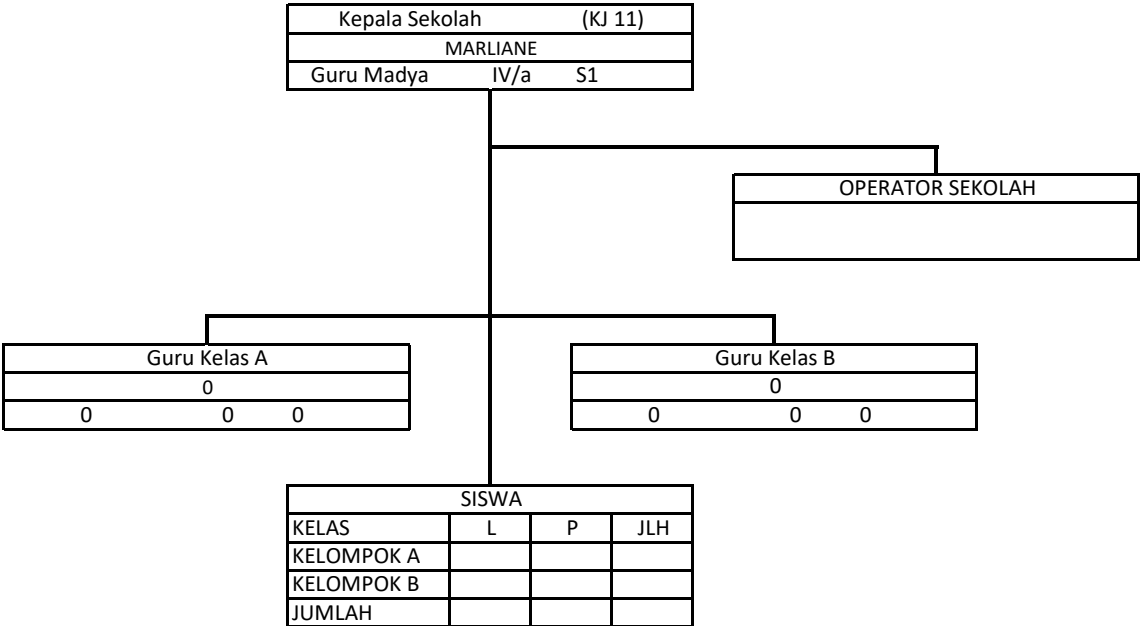 Kepala Sekolah (KJ 11)
MARLIANE
Guru Madya IV/a S1
OPERATOR SEKOLAH
Guru Kelas A
0
0 0 0
Guru Kelas B
0
0 0 0
SISWA
KELAS L P JLH
KELOMPOK A
KELOMPOK B
JUMLAH